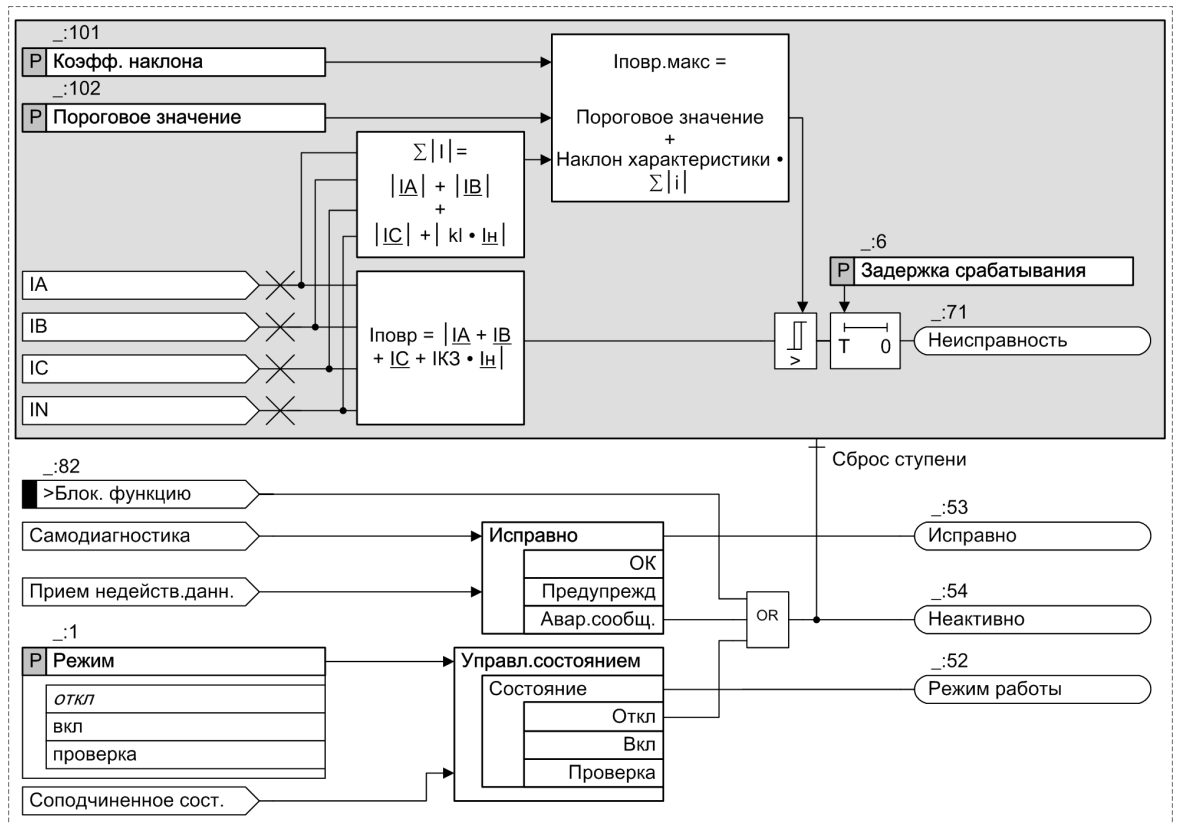 _:101
P Коэфф. наклона
_:102
P Пороговое значение
Iповр.макс =
Пороговое значение
+
Наклон характеристики •
∑|i|
∑|I|=
|IA| + |IB|
+
|IC| +| kI • Iн|
IA
IB
IC
IN
Iповр = |IA + IB
+ IC + IКЗ • Iн|
>
_:6
P Задержка срабатывания
T 0
_:71
Неисправность
Сброс ступени
_:82
>Блок. функцию
Самодиагностика
Прием недейств.данн.
Исправно
ОК
Предупрежд
Авар.сообщ.
OR
_:53
Исправно
_:54
Неактивно
_:1
P Режим
откл
вкл
проверка
Соподчиненное сост.
Управл.состоянием
Состояние
Откл
Вкл
Проверка
_:52
Режим работы